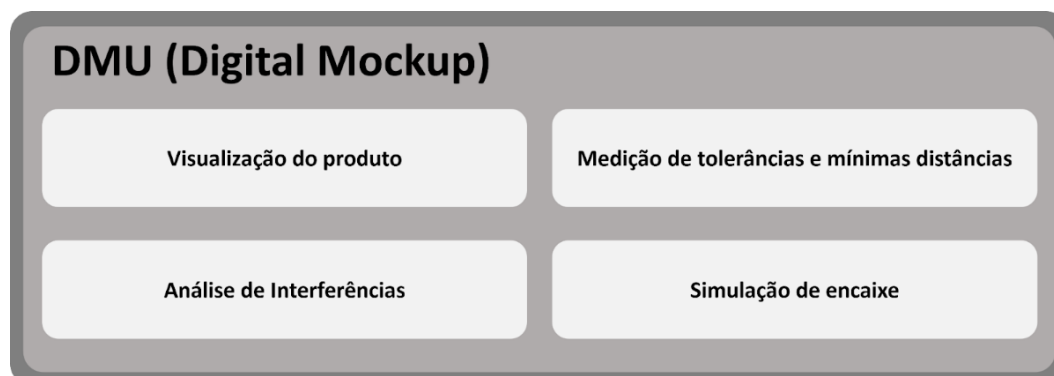 DMU (Digital Mockup)
Visualização do produto
Medição de tolerâncias e mínimas distâncias
Análise de Interferências
Simulação de encaixe